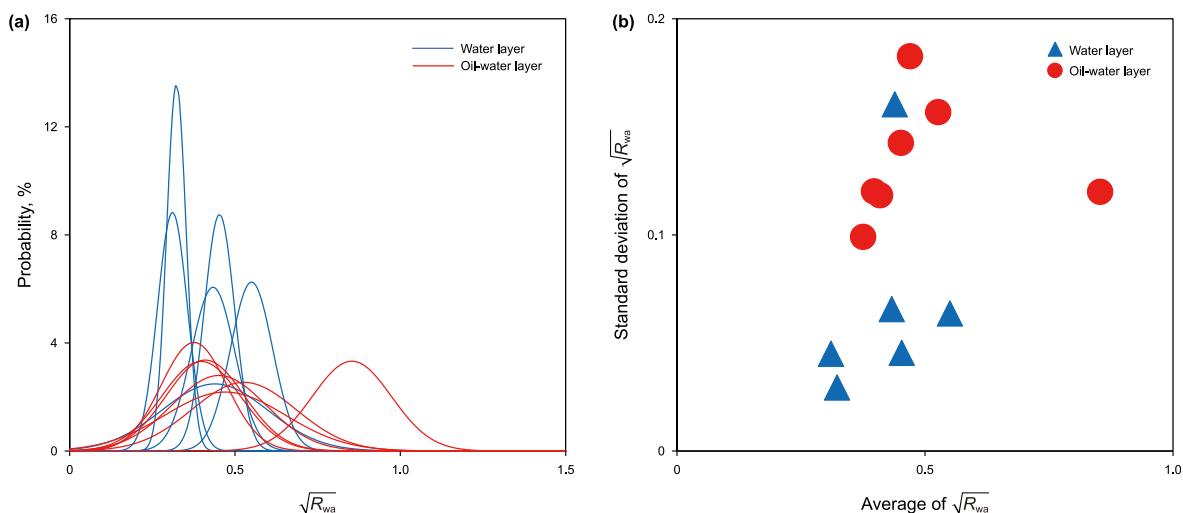 (a)
16
12
8
4
0
Probability, %
Water layer
Oil-water layer
0
0.5
1.0
1.5
√Rwa
(b)
0.2
0.1
0
Standard deviation of √Rwa
Water layer
Oil-water layer
0
0.5
1.0
Average of √Rwa